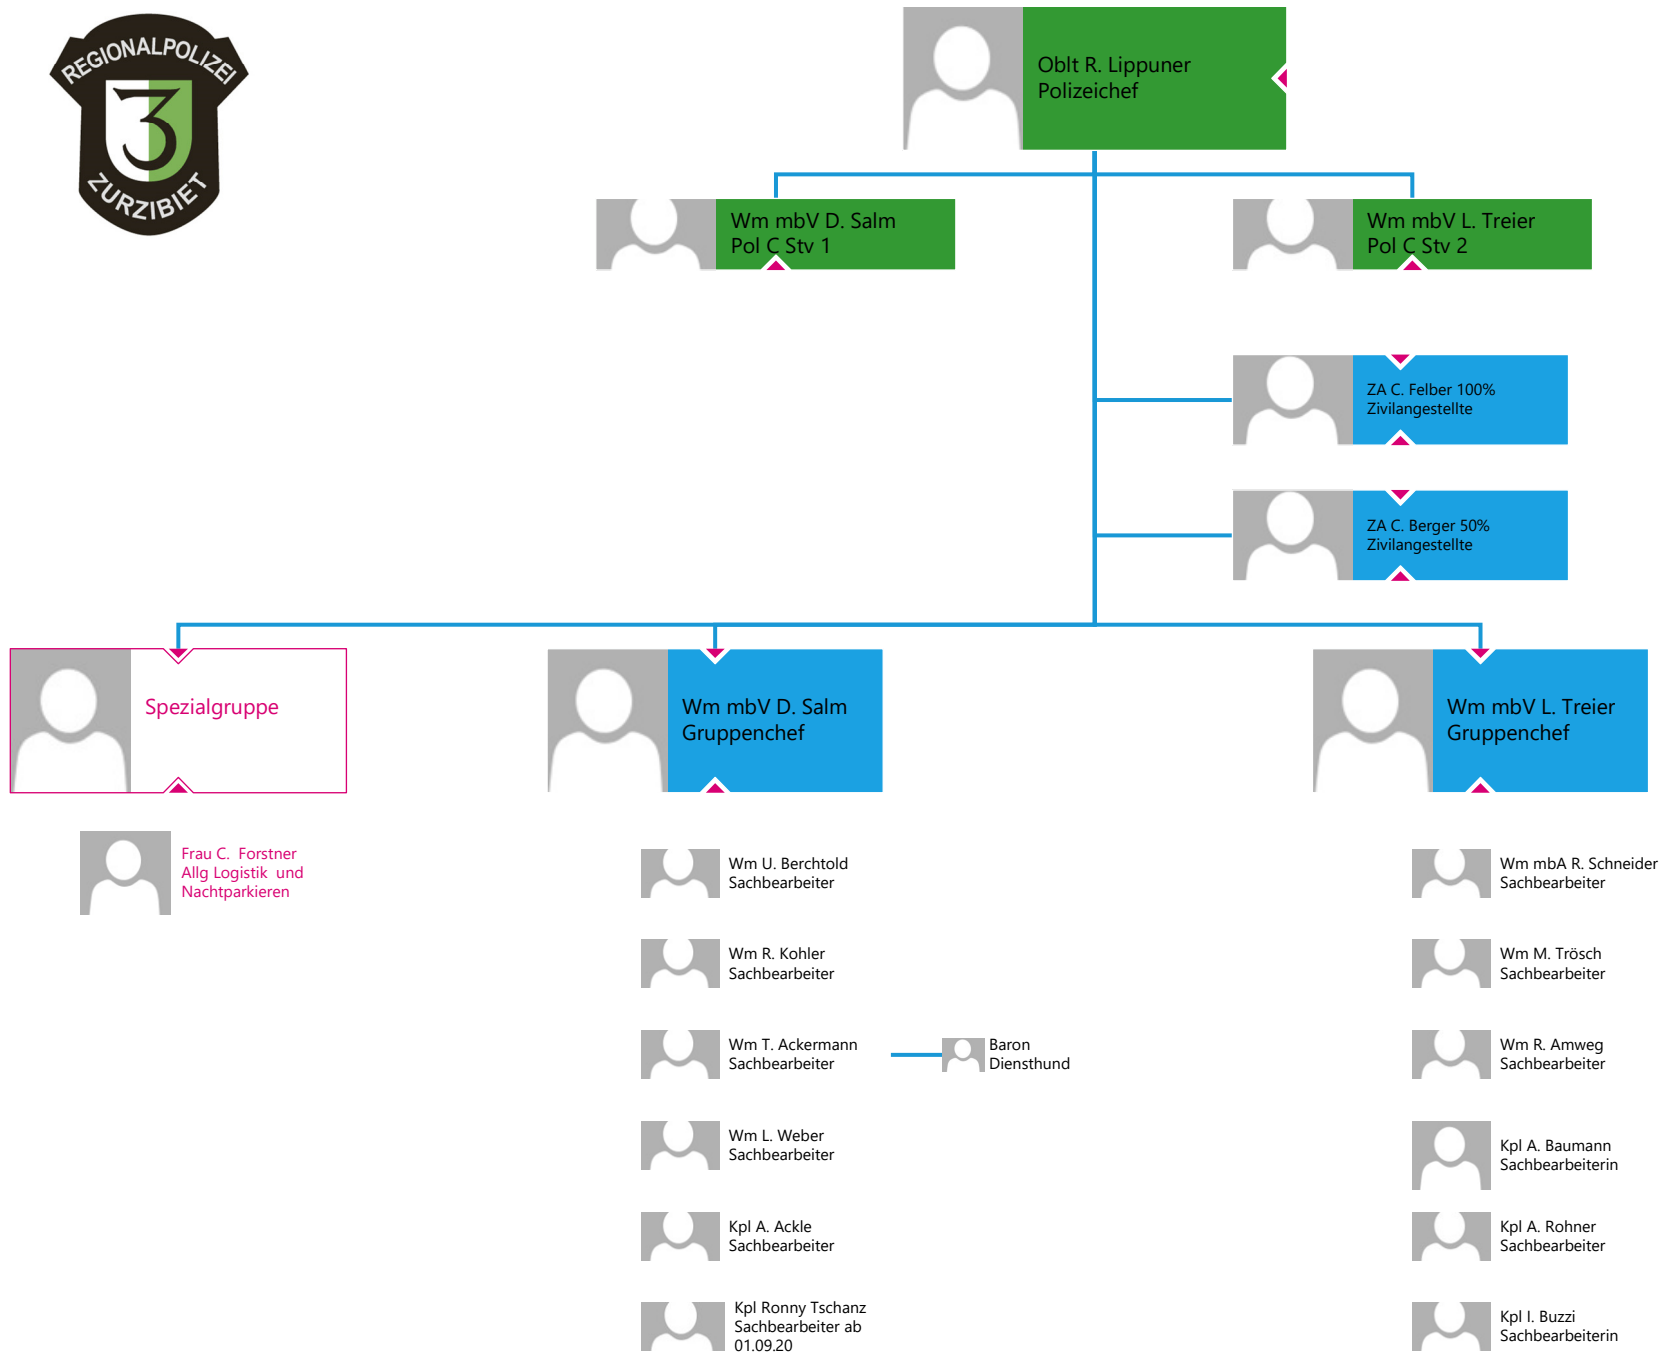 REGIONALPOLIZEI
3
ZURZIBIET
Oblt R. Lippuner
Polizeichef
Wm mbV D. Salm
Pol C Stv 1
Wm mbV L. Treier
Pol C Stv 2
ZA C. Felber 100%
Zivilangestellte
ZA C. Berger 50%
Zivilangestellte
Spezialgruppe
Frau C. Forstner
Allg Logistik und
Nachtparkieren
Wm mbV D. Salm
Gruppenchef
Wm U. Berchtold
Sachbearbeiter
Wm R. Kohler
Sachbearbeiter
Wm T. Ackermann
Sachbearbeiter
Baron
Diensthund
Wm L. Weber
Sachbearbeiter
Kpl A. Ackle
Sachbearbeiter
Kpl Ronny Tschanz
Sachbearbeiter ab
01.09.20
Wm mbV L. Treier
Gruppenchef
Wm mbA R. Schneider
Sachbearbeiter
Wm M. Trösch
Sachbearbeiter
Wm R. Amweg
Sachbearbeiter
Kpl A. Baumann
Sachbearbeiterin
Kpl A. Rohner
Sachbearbeiter
Kpl I. Buzzi
Sachbearbeiterin